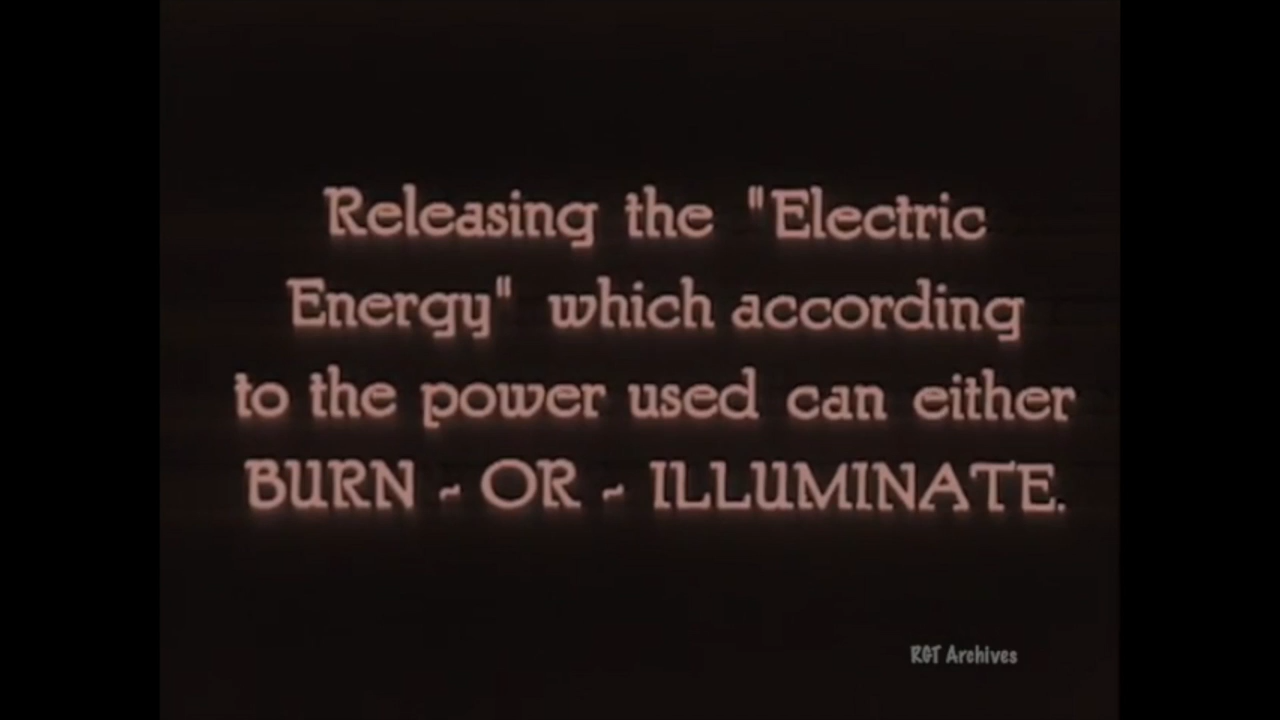 Releasing the "Electric
Energy" which according
to the power used can either
BURN - OR - ILLUMINATE.
RGT Archives